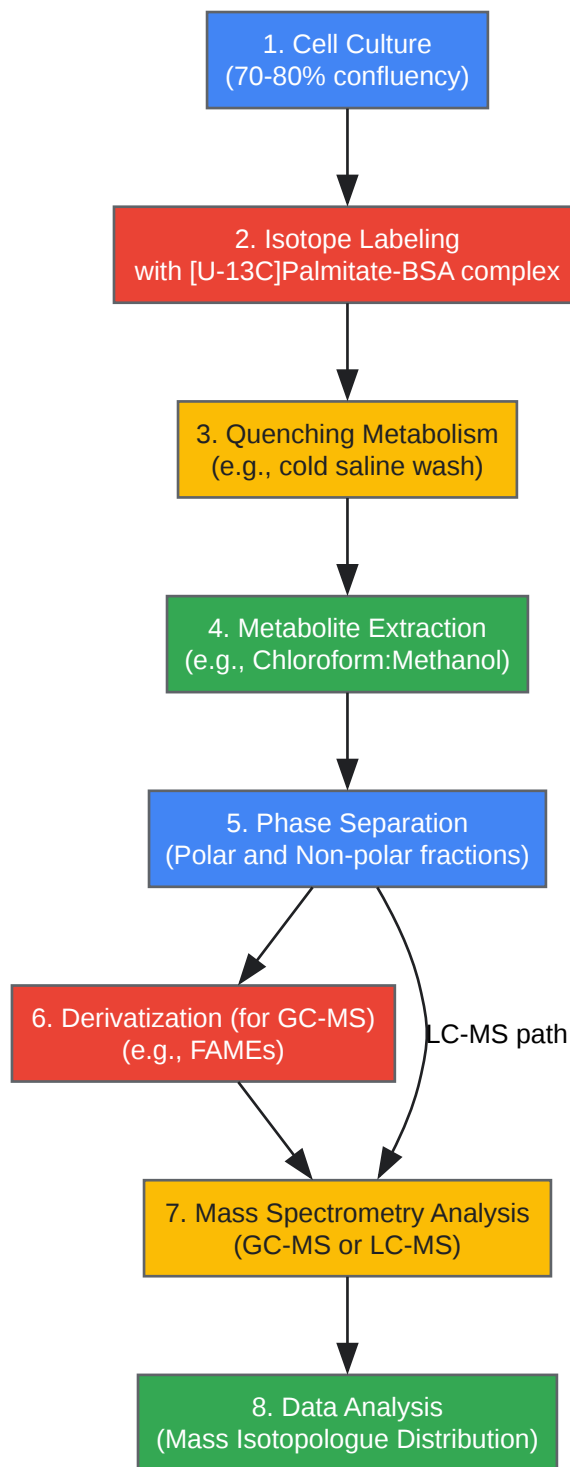 1. Cell Culture
(70-80% confluency)
2. Isotope Labeling
with [U-13C]Palmitate-BSA complex
3. Quenching Metabolism
(e.g., cold saline wash)
4. Metabolite Extraction
(e.g., Chloroform:Methanol)
5. Phase Separation
(Polar and Non-polar fractions)
6. Derivatization (for GC-MS)
(e.g., FAMEs)
LC-MS path
7. Mass Spectrometry Analysis
(GC-MS or LC-MS)
8. Data Analysis
(Mass Isotopologue Distribution)